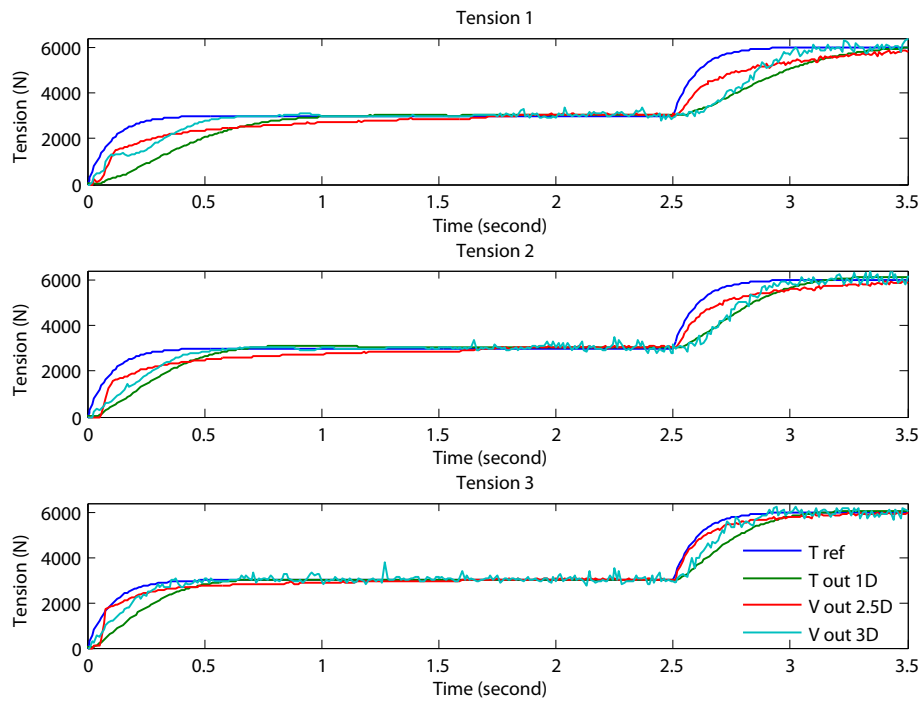 Tension 1
Tension (N)
6000
4000
2000
0
0 0.5 1 1.5 2 2.5 3 3.5
Time (second)
Tension 2
Tension (N)
6000
4000
2000
0
0 0.5 1 1.5 2 2.5 3 3.5
Time (second)
Tension 3
Tension (N)
6000
4000
2000
0
T ref
T out 1D
V out 2.5D
V out 3D
0 0.5 1 1.5 2 2.5 3 3.5
Time (second)